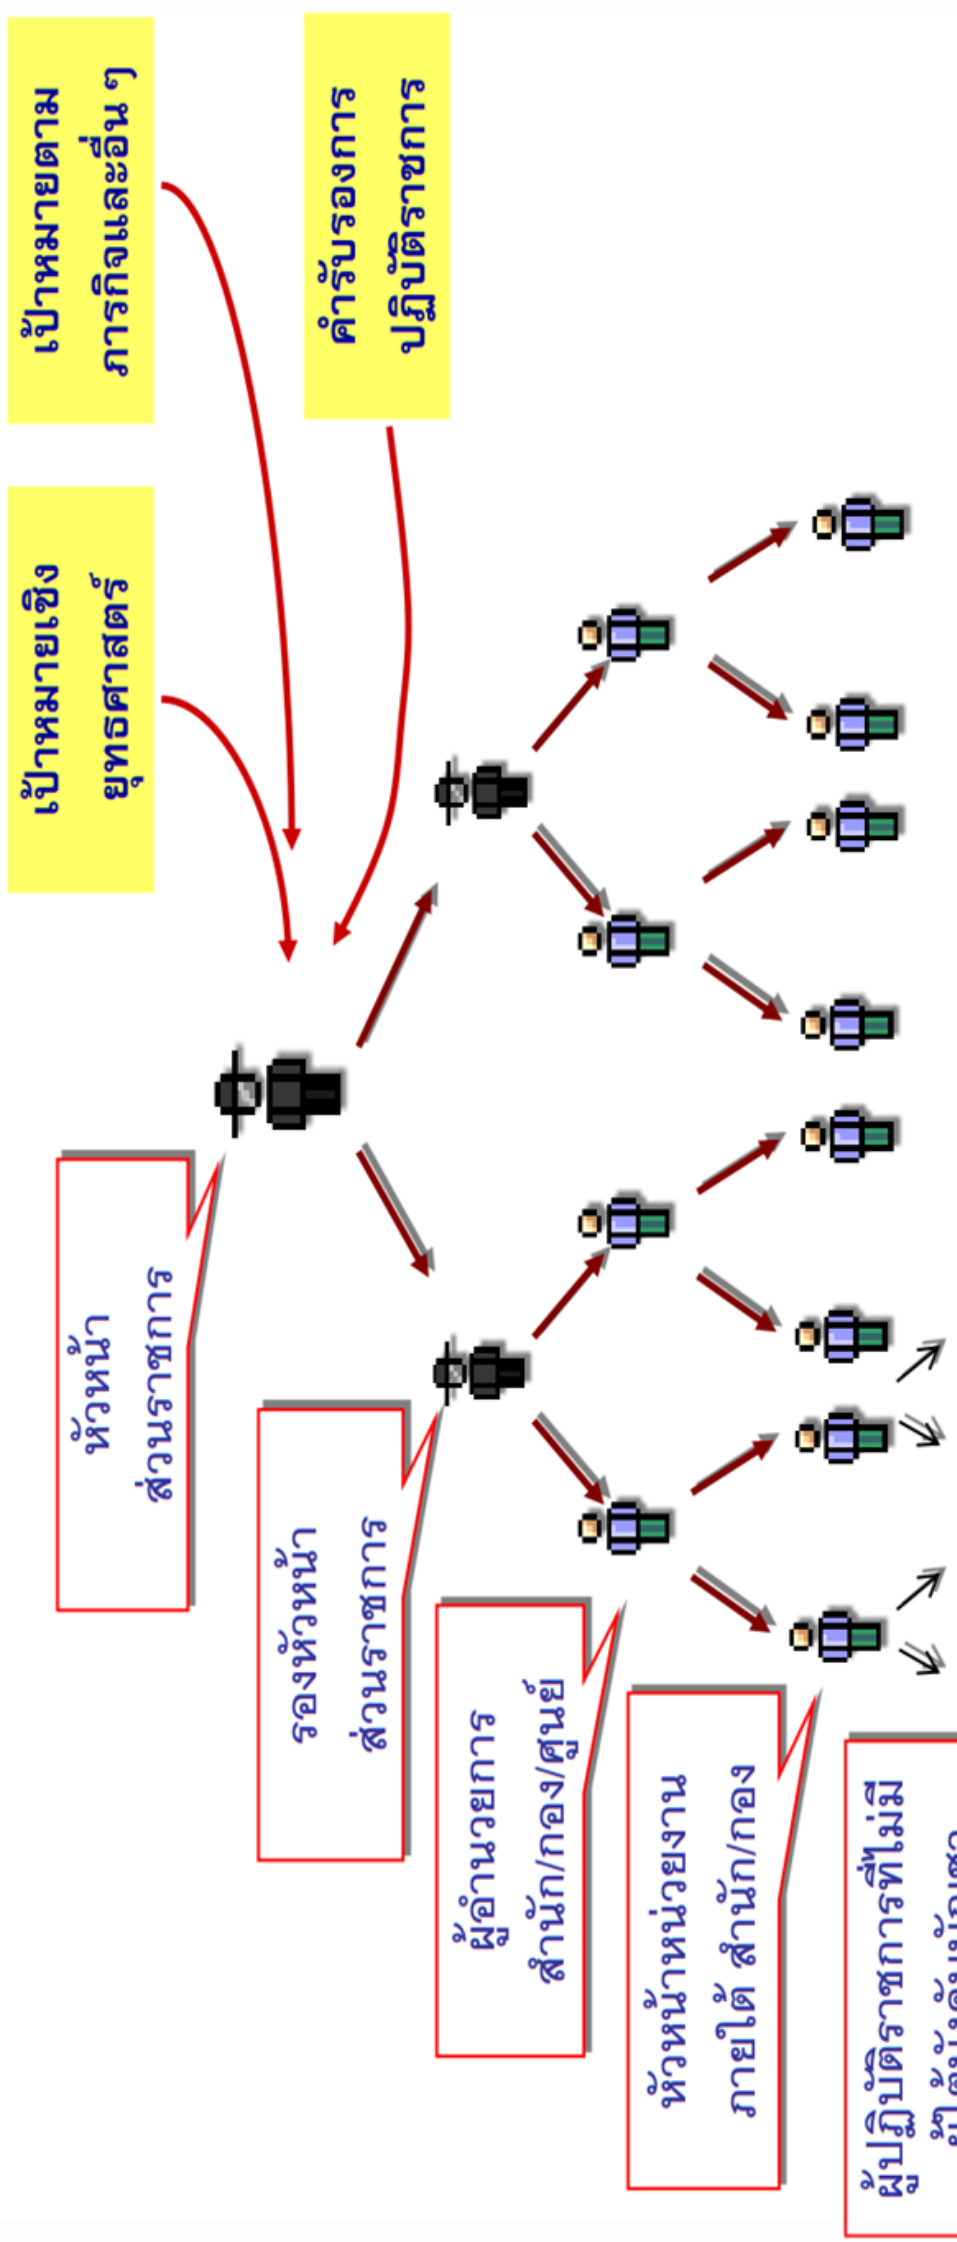 เป้าหมายเชิง
ยุทธศาสตร์
เป้าหมายตาม
ภารกิจและอื่น ๆ
คำรับรองการ
ปฏิบัติราชการ
หัวหน้า
ส่วนราชการ
รองหัวหน้า
ส่วนราชการ
ผู้อำนวยการ
สำนัก/กอง/ศูนย์
หัวหน้าหน่วยงาน
ภายใต้ สำนัก/กอง
ผู้ปฏิบัติราชการที่ไม่มี